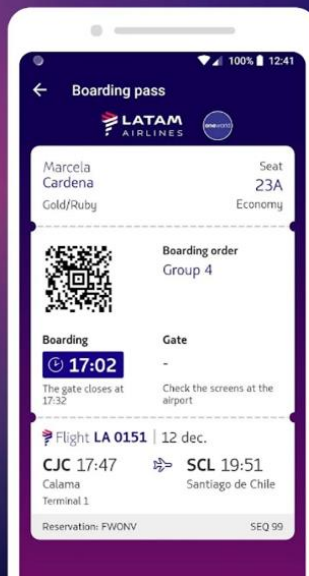 100% 12:41
Boarding pass
LATAM
AIRLINES
oneworld
Marcela
Cardena
Gold/Ruby
Seat
23A
Economy
Boarding order
Group 4
Boarding
17:02
The gate closes at
17:32
Gate
-
Check the screens at the
airport
Flight LA 0151 | 12 dec.
CJC 17:47
SCL 19:51
Calama
Santiago de Chile
Terminal 1
Reservation: FWONV
SEQ 99